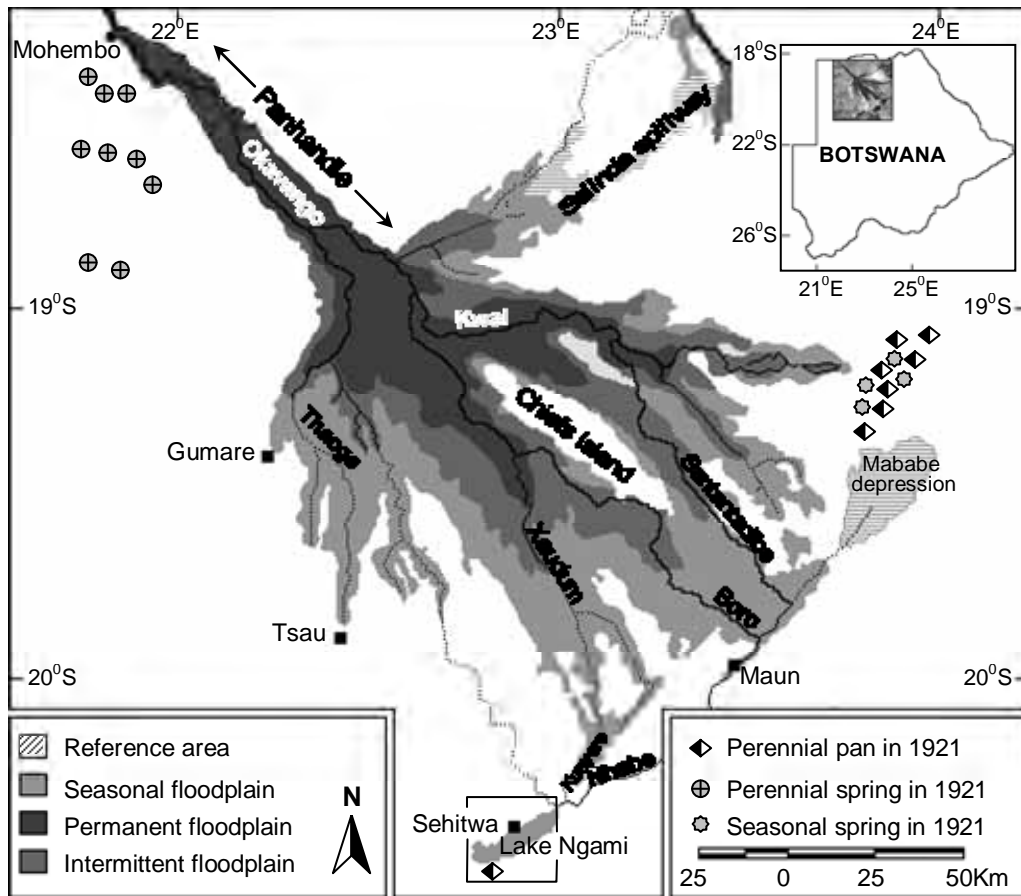 22⁰E
23⁰E
24⁰E
Mohembo
Panhandle
Okavango
Selinda spillway
18⁰S
22⁰S
BOTSWANA
26⁰S
21⁰E
25⁰E
19⁰S
19⁰S
Kwai
Chiefs Island
Thaoge
Gumare
Santantadibe
Mababe
depression
Xudum
Boro
Tsau
Maun
20⁰S
20⁰S
Reference area
Seasonal floodplain
Permanent floodplain
Intermittent floodplain
N
Sehitwa
Lake Ngami
Perennial pan in 1921
Perennial spring in 1921
Seasonal spring in 1921
25
0
25
50Km